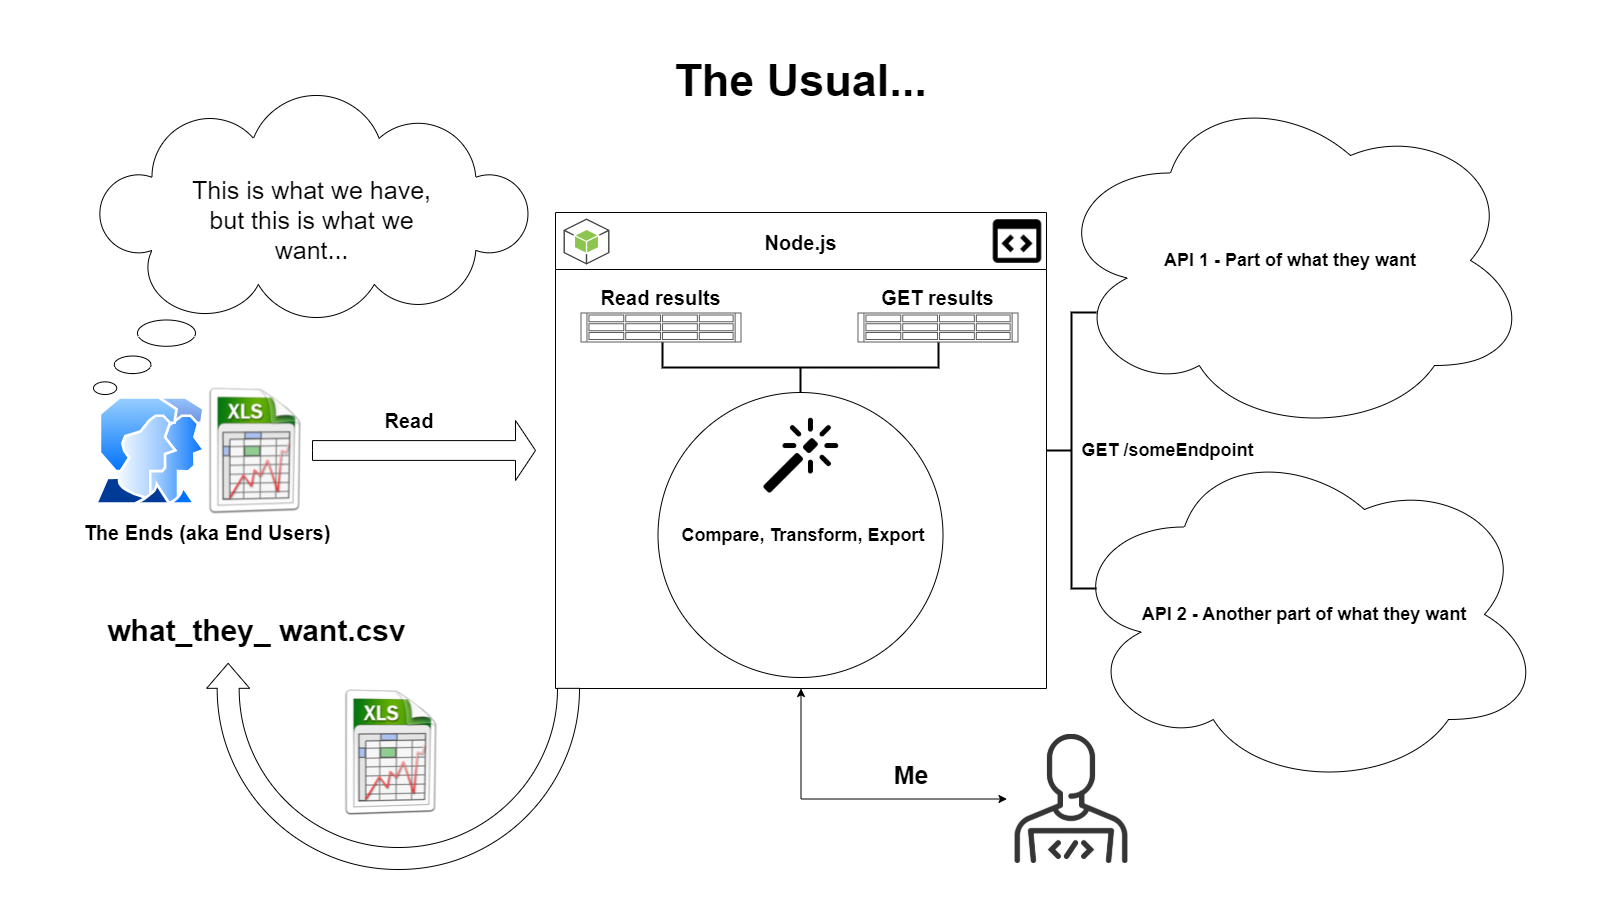 The Usual...
This is what we have,
but this is what we
want...
Node.js
Read results
GET results
API 1 - Part of what they want
XLS
Read
GET /someEndpoint
The Ends (aka End Users)
Compare, Transform, Export
API 2 - Another part of what they want
what_they_ want.csv
XLS
Me
</>